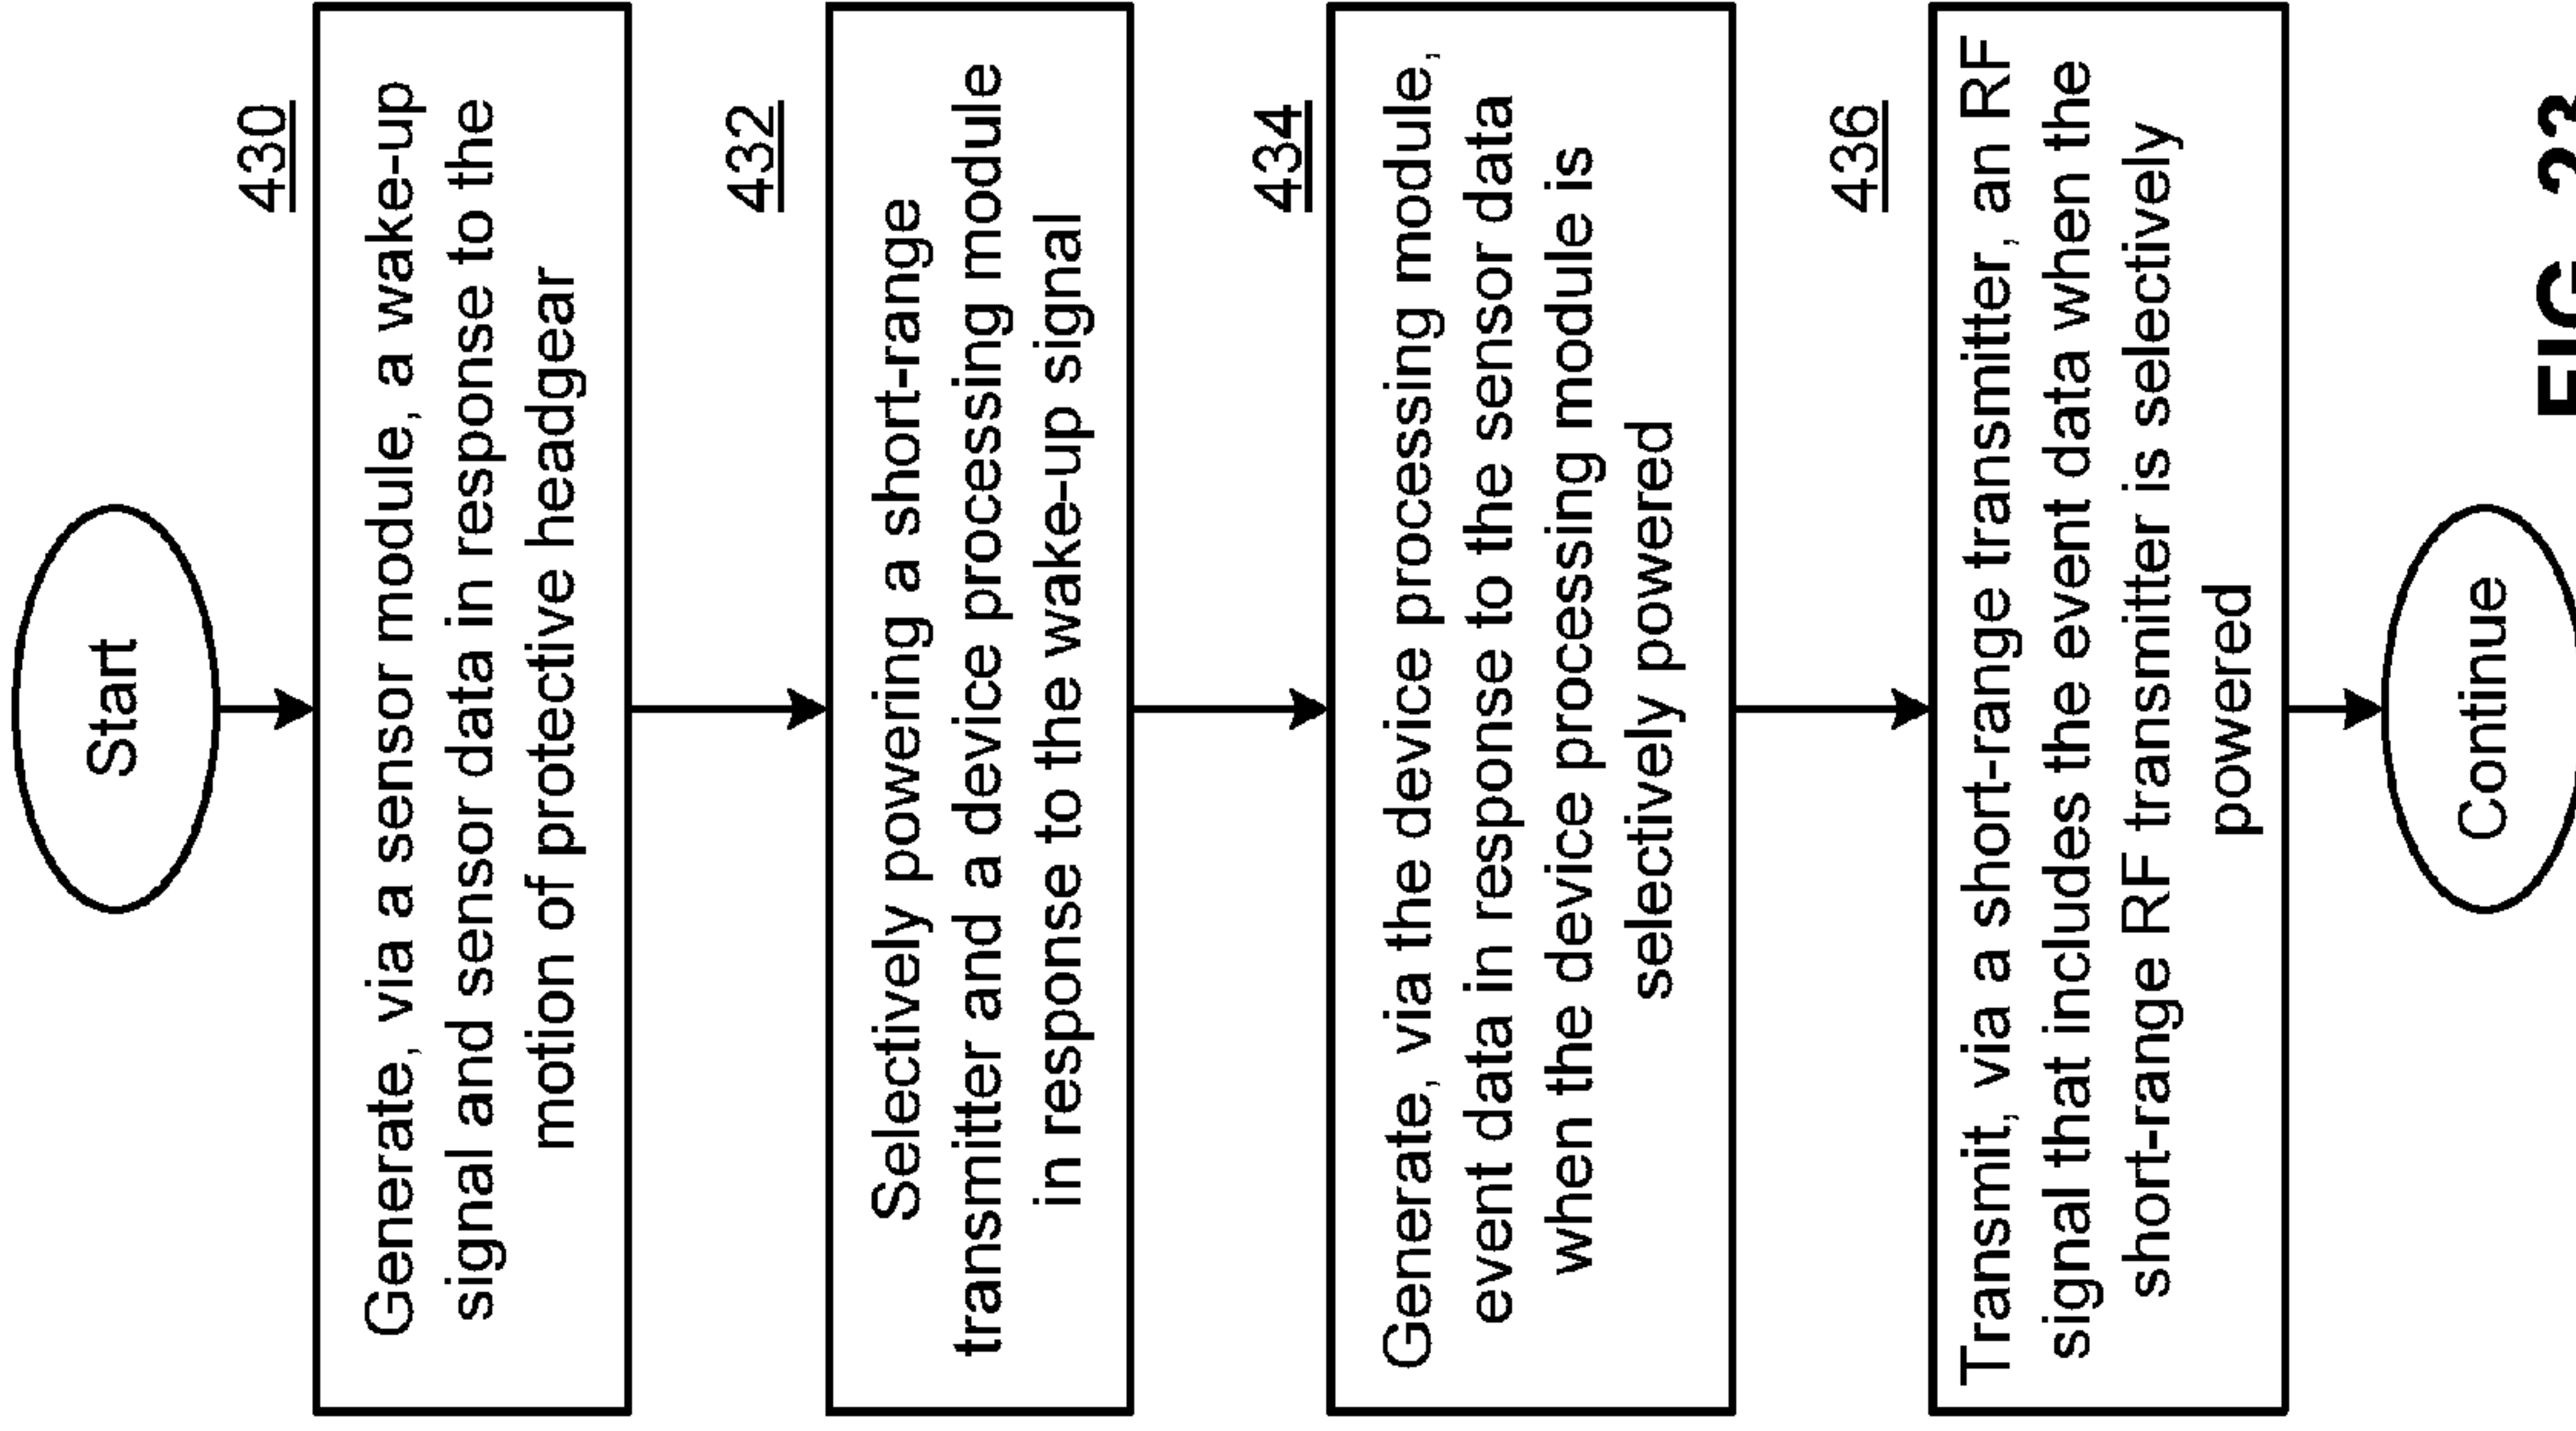 Start
430
Generate, via a sensor module, a wake-up
signal and sensor data in response to the
motion of protective headgear
432
Selectively powering a short-range
transmitter and a device processing module
in response to the wake-up signal
434
Generate, via the device processing module,
event data in response to the sensor data
when the device processing module is
selectively powered
436
Transmit, via a short-range transmitter, an RF
signal that includes the event data when the
short-range RF transmitter is selectively
powered
Continue
FIG. 23